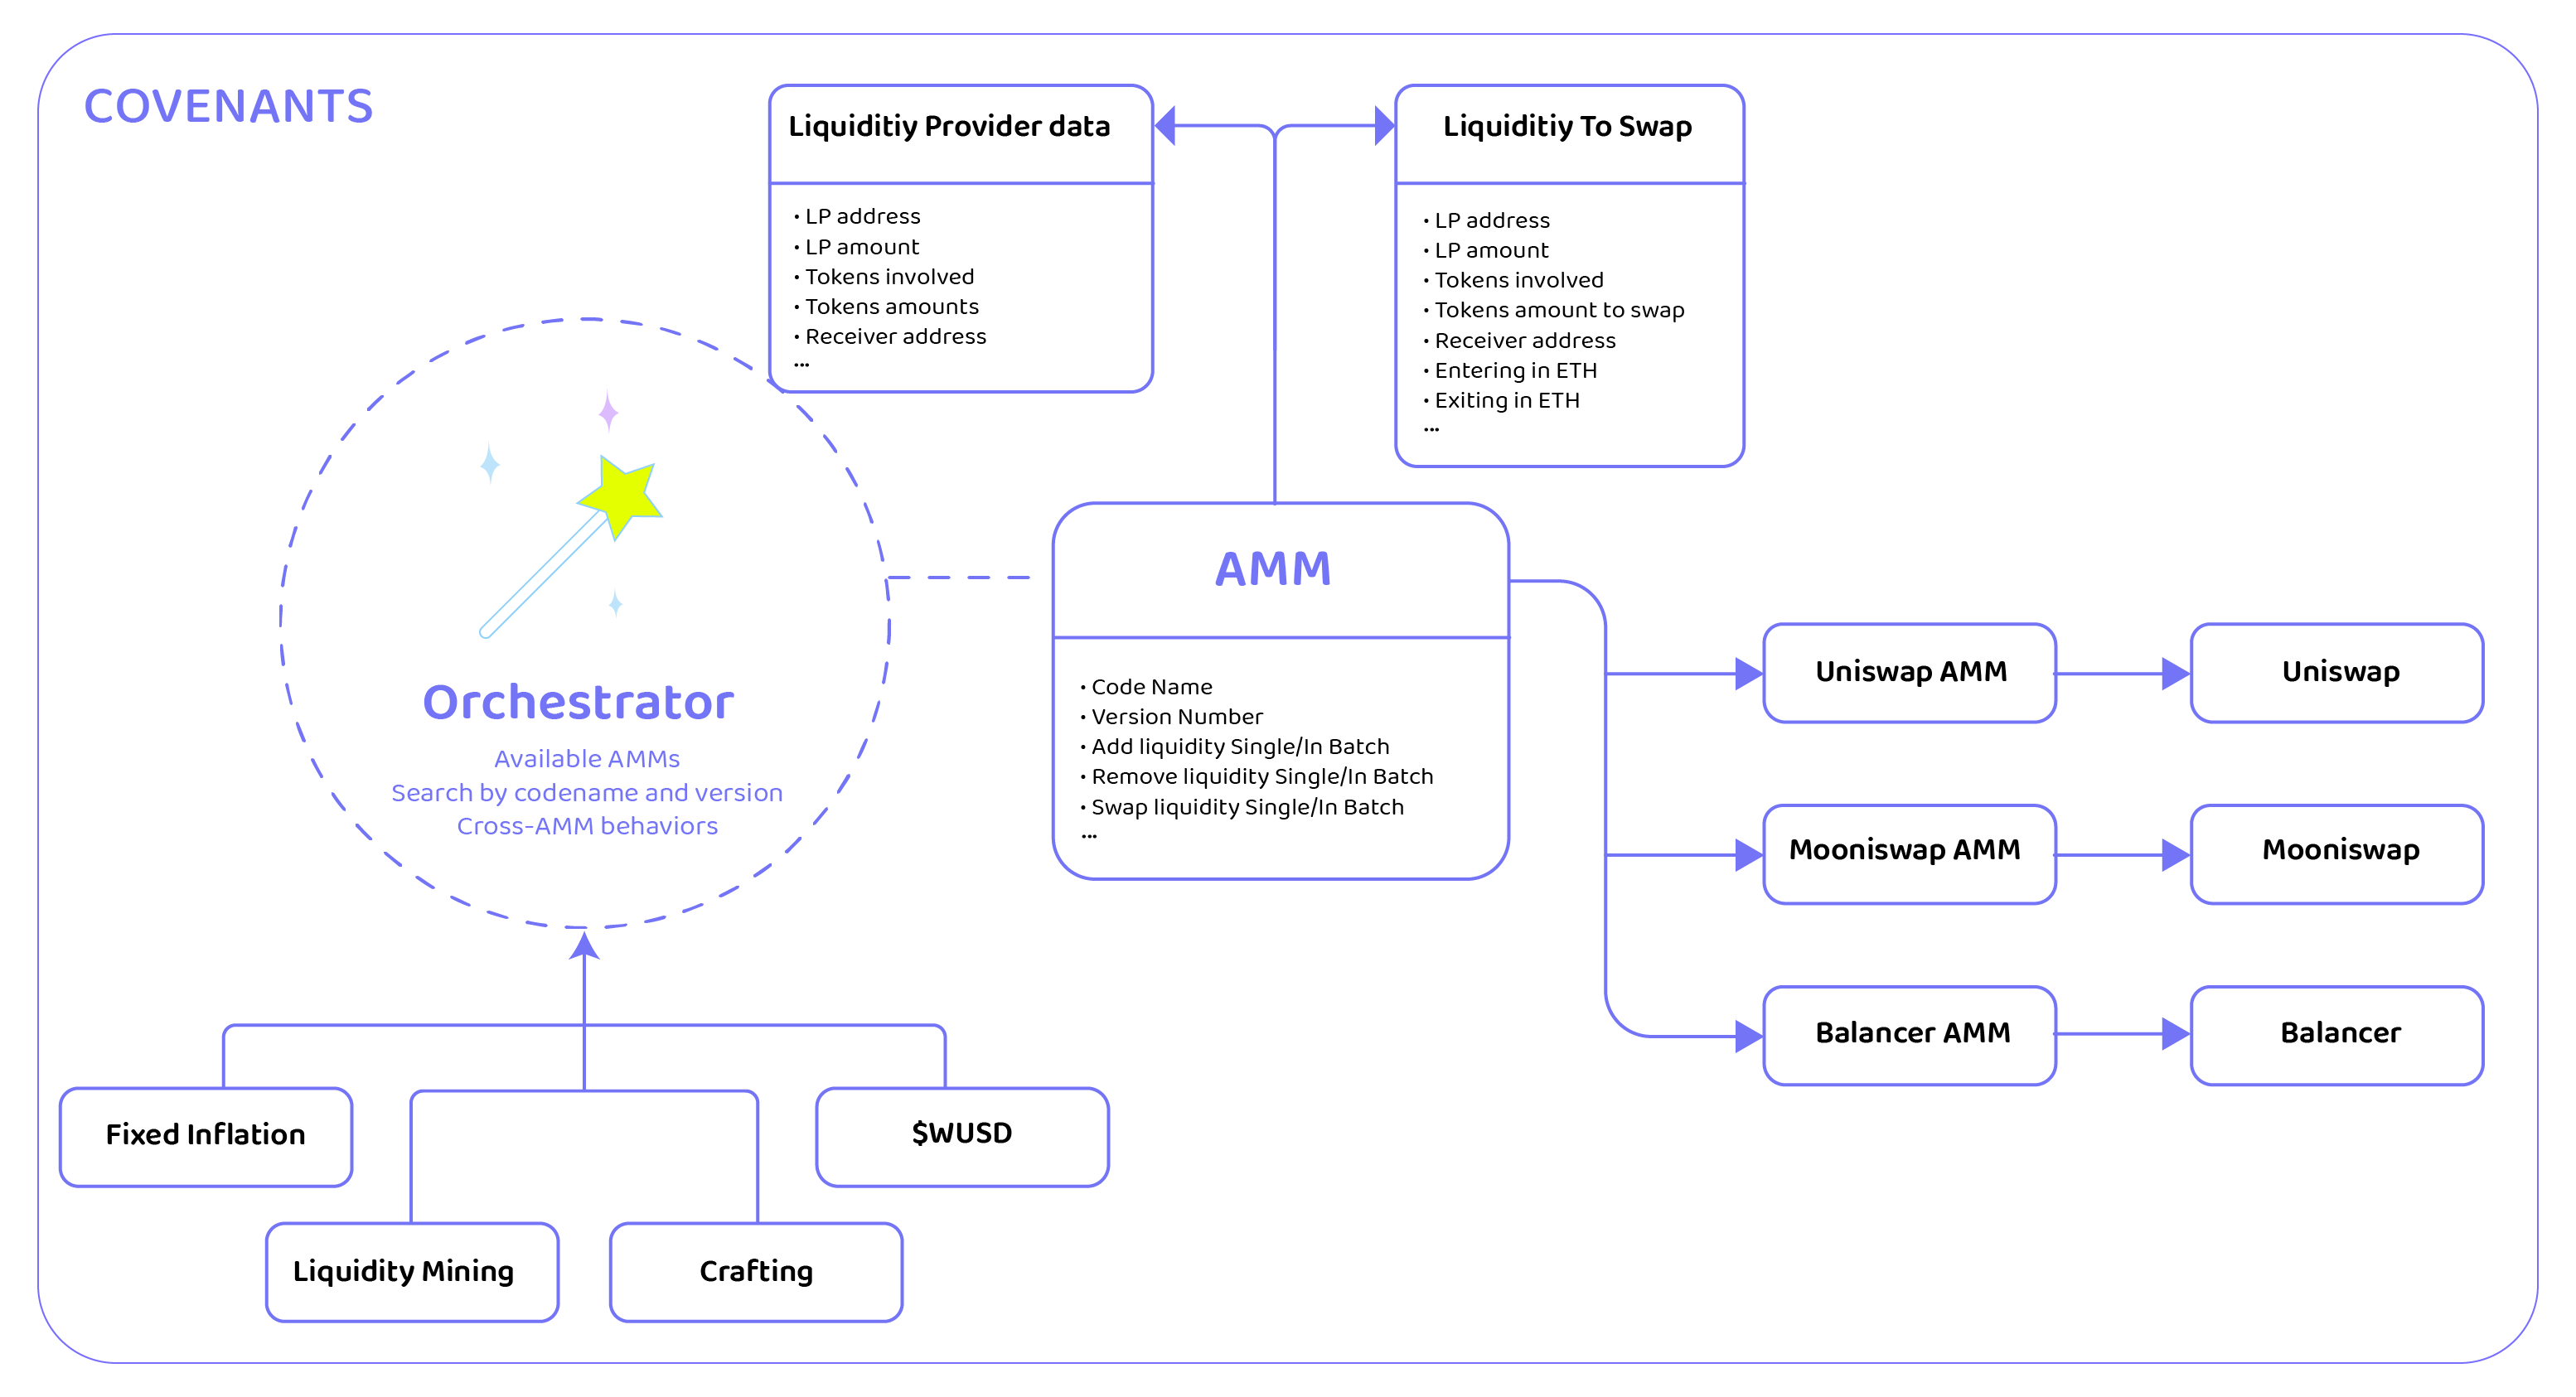 COVENANTS
Liquiditiy Provider data
• LP address
• LP amount
• Tokens involved
• Tokens amounts
• Receiver address
...
Liquiditiy To Swap
• LP address
• LP amount
• Tokens involved
• Tokens amount to swap
• Receiver address
• Entering in ETH
• Exiting in ETH
...
Orchestrator
Available AMMs
Search by codename and version
Cross-AMM behaviors
AMM
• Code Name
• Version Number
• Add liquidity Single/In Batch
• Remove liquidity Single/In Batch
• Swap liquidity Single/In Batch
...
Uniswap AMM
Uniswap
Mooniswap AMM
Mooniswap
Balancer AMM
Balancer
Fixed Inflation
$WUSD
Liquidity Mining
Crafting